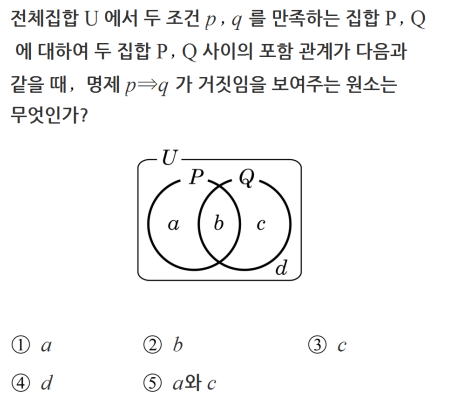 전체집합 U 에서 두 조건 p , q 를 만족하는 집합 P, Q
에 대하여 두 집합 P, Q 사이의 포함 관계가 다음과
같을 때, 명제 p⇒q 가 거짓임을 보여주는 원소는
무엇인가?
U
P Q
a b c
d
① a ② b ③ c
④ d ⑤ a와 c